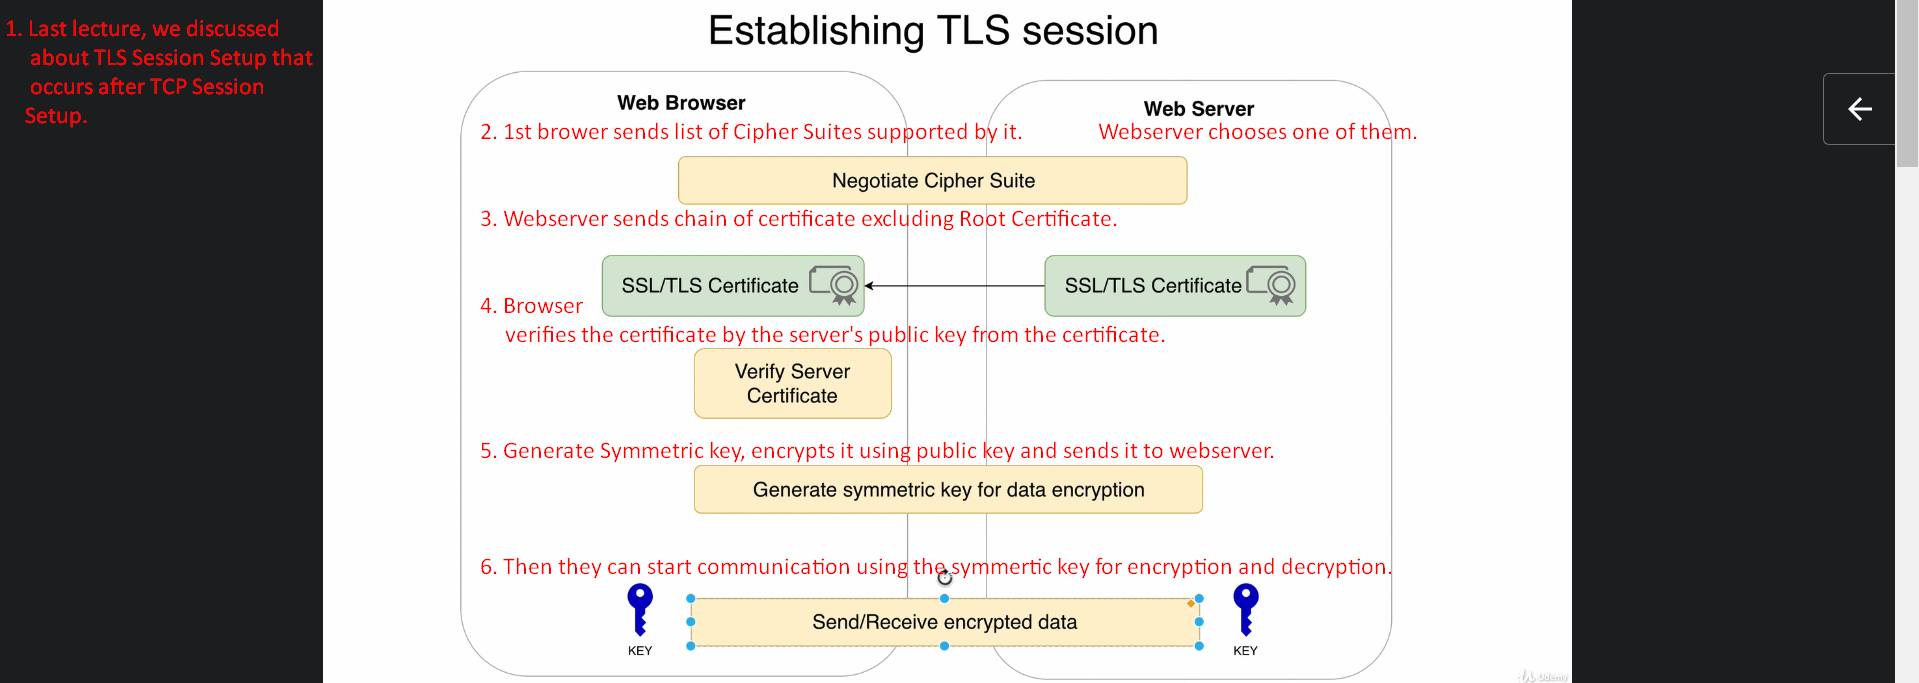 1. Last lecture, we discussed
about TLS Session Setup that
occurs after TCP Session
Setup.
Establishing TLS session
Web Browser
Web Server
2. 1st brower sends list of Cipher Suites supported by it.
Webserver chooses one of them.
Negotiate Cipher Suite
3. Webserver sends chain of certificate excluding Root Certificate.
SSL/TLS Certificate
SSL/TLS Certificate
4. Browser
verifies the certificate by the server's public key from the certificate.
Verify Server
Certificate
5. Generate Symmetric key, encrypts it using public key and sends it to webserver.
Generate symmetric key for data encryption
6. Then they can start communication using the symmertic key for encryption and decryption.
Send/Receive encrypted data
KEY
KEY
Udemy